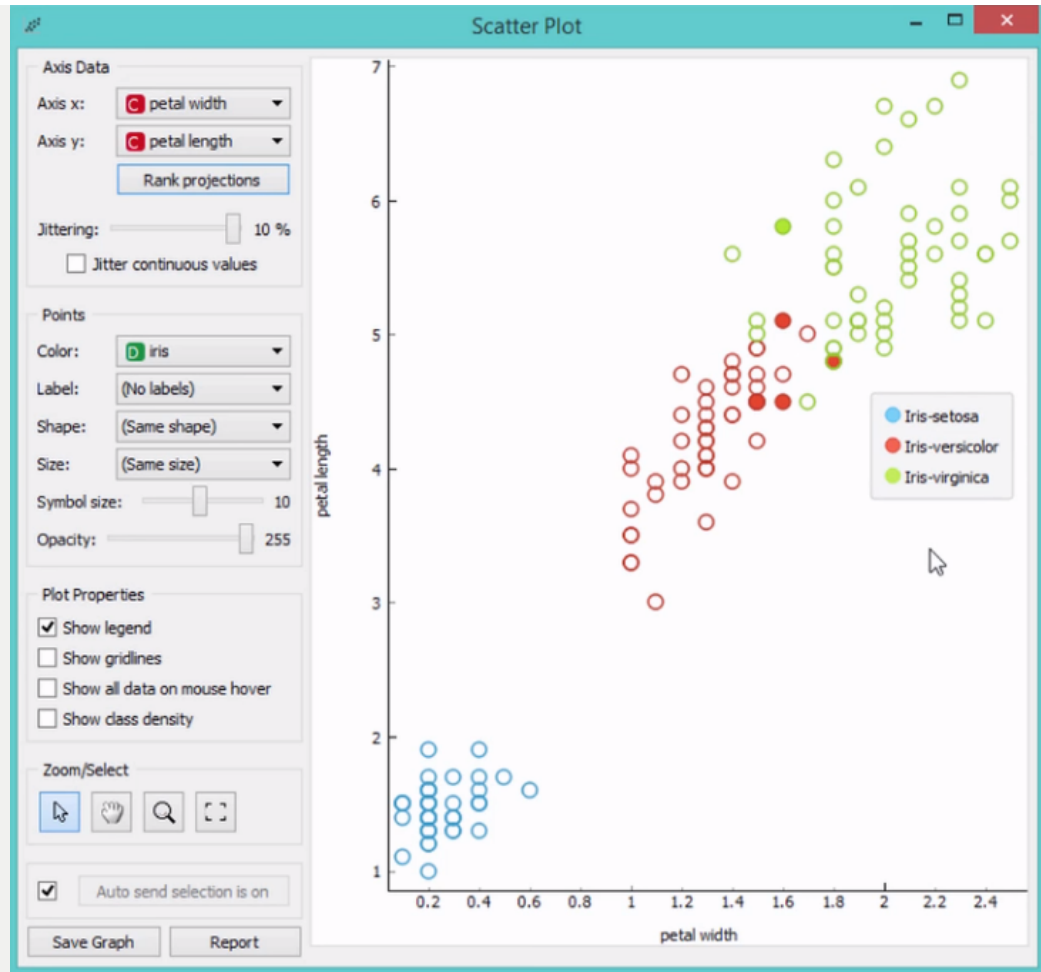 Scatter Plot
Axis Data
Axis x: C petal width
Axis y: C petal length
Rank projections
Jittering: 10 %
Jitter continuous values
Points
Color: D iris
Label: (No labels)
Shape: (Same shape)
Size: (Same size)
Symbol size: 10
Opacity: 255
Plot Properties
Show legend
Show gridlines
Show all data on mouse hover
Show class density
Zoom/Select
Auto send selection is on
Save Graph Report
7
6
5
4
3
2
1
petal length
0.2 0.4 0.6 0.8 1 1.2 1.4 1.6 1.8 2 2.2 2.4
petal width
Iris-setosa
Iris-versicolor
Iris-virginica